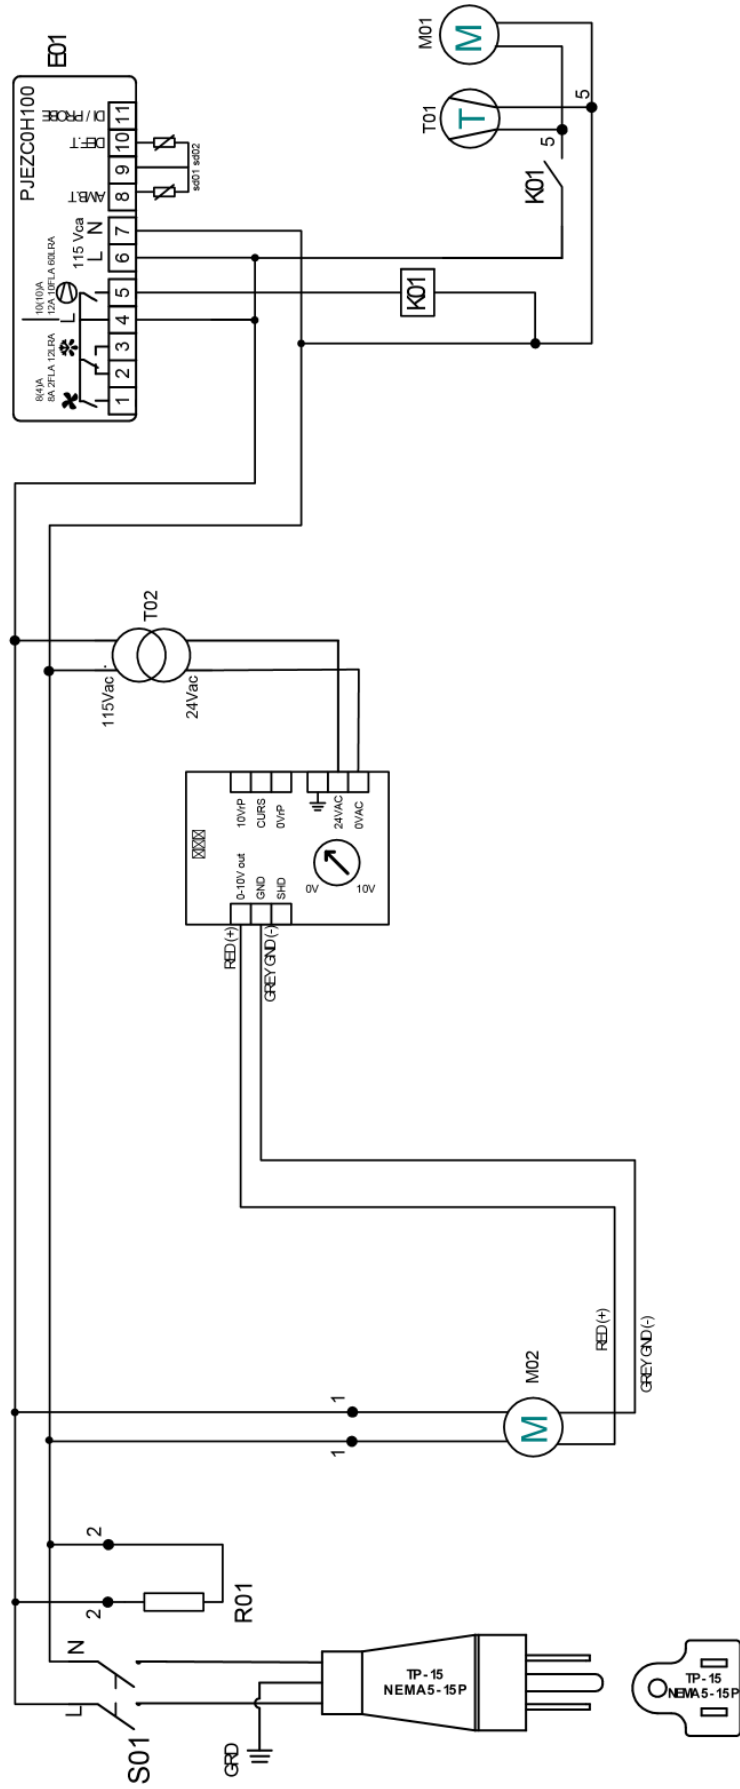 E01
PJEZC0H100
DI / PROBE
DEF.T
AMB.T
11
10
9
8
7
6
5
4
3
2
1
sd01 sd02
115 Vca
L N
10(10)A
12A 10FLA 60LRA
L
8(4)A
8A 2FLA 12LRA
M01
M
T01
T
5
5
K01
K01
T02
115Vac
24Vac
10VrP
CURS
0VrP
24VAC
0VAC
0-10V out
GND
SHD
0V
10V
RED (+)
GREY GND (-)
RED (+)
GREY GND (-)
M02
M
1
1
2
2
R01
N
L
S01
GRD
TP-15
NEMA5-15P
TP-15
NEMA5-15P